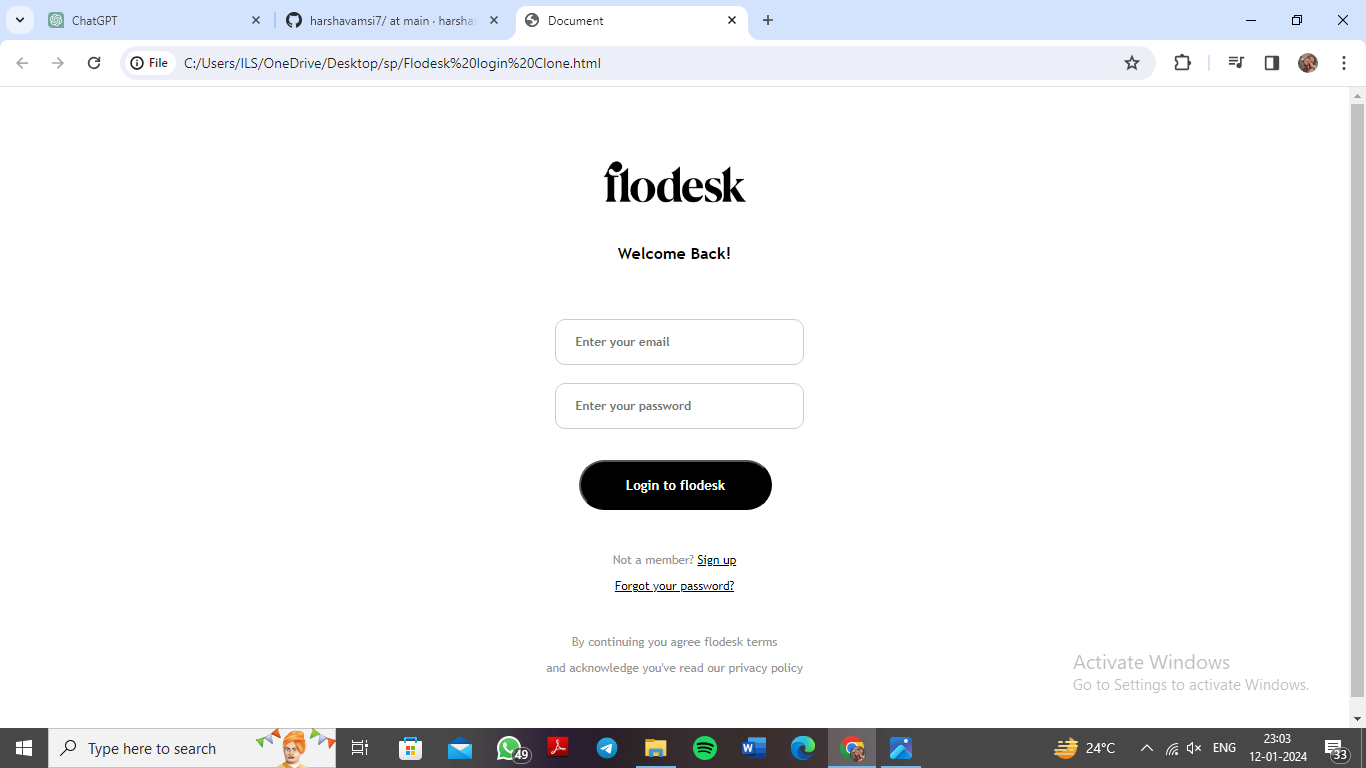 ChatGPT
harshavamsi7/ at main · harshav
Document
File
C:/Users/ILS/OneDrive/Desktop/sp/Flodesk%20login%20Clone.html
flodesk
Welcome Back!
Enter your email
Enter your password
Login to flodesk
Not a member? Sign up
Forgot your password?
By continuing you agree flodesk terms
and acknowledge you've read our privacy policy
Activate Windows
Go to Settings to activate Windows.
Type here to search
49
W
24°C
ENG
23:03
12-01-2024
33